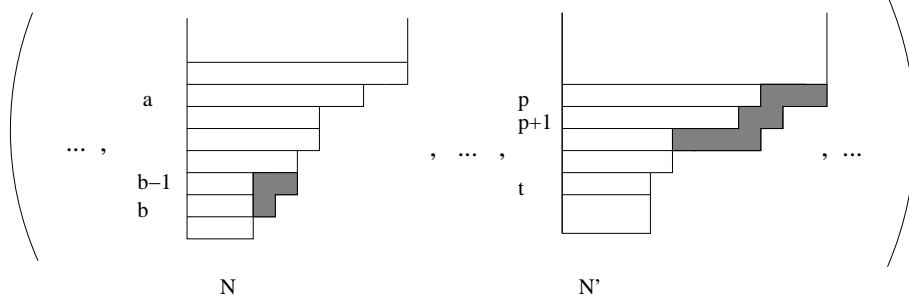 a
p
p+1
... ,
, ... ,
, ...
b−1
b
t
N
N'